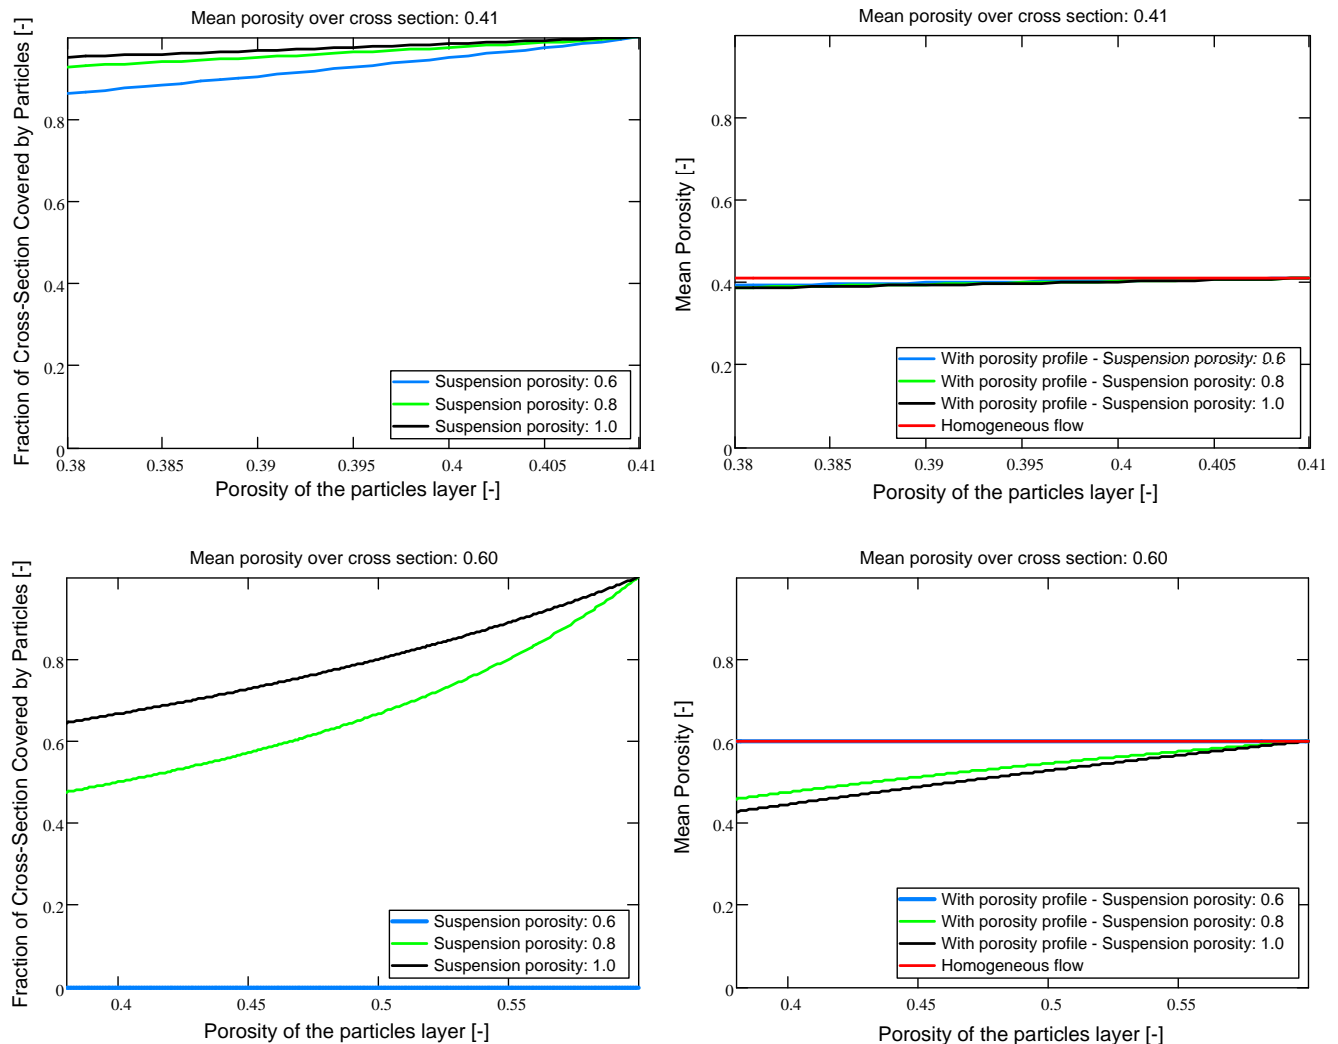 Mean porosity over cross section: 0.41
Fraction of Cross-Section Covered by Particles [-]
0.8
0.6
0.4
0.2
0
Suspension porosity: 0.6
Suspension porosity: 0.8
Suspension porosity: 1.0
0.38 0.385 0.39 0.395 0.4 0.405 0.41
Porosity of the particles layer [-]
Mean porosity over cross section: 0.41
Mean Porosity [-]
0.8
0.6
0.4
0.2
0
With porosity profile - Suspension porosity: 0.6
With porosity profile - Suspension porosity: 0.8
With porosity profile - Suspension porosity: 1.0
Homogeneous flow
0.38 0.385 0.39 0.395 0.4 0.405 0.41
Porosity of the particles layer [-]
Mean porosity over cross section: 0.60
Fraction of Cross-Section Covered by Particles [-]
0.8
0.6
0.4
0.2
0
Suspension porosity: 0.6
Suspension porosity: 0.8
Suspension porosity: 1.0
0.4 0.45 0.5 0.55
Porosity of the particles layer [-]
Mean porosity over cross section: 0.60
Mean Porosity [-]
0.8
0.6
0.4
0.2
0
With porosity profile - Suspension porosity: 0.6
With porosity profile - Suspension porosity: 0.8
With porosity profile - Suspension porosity: 1.0
Homogeneous flow
0.4 0.45 0.5 0.55
Porosity of the particles layer [-]